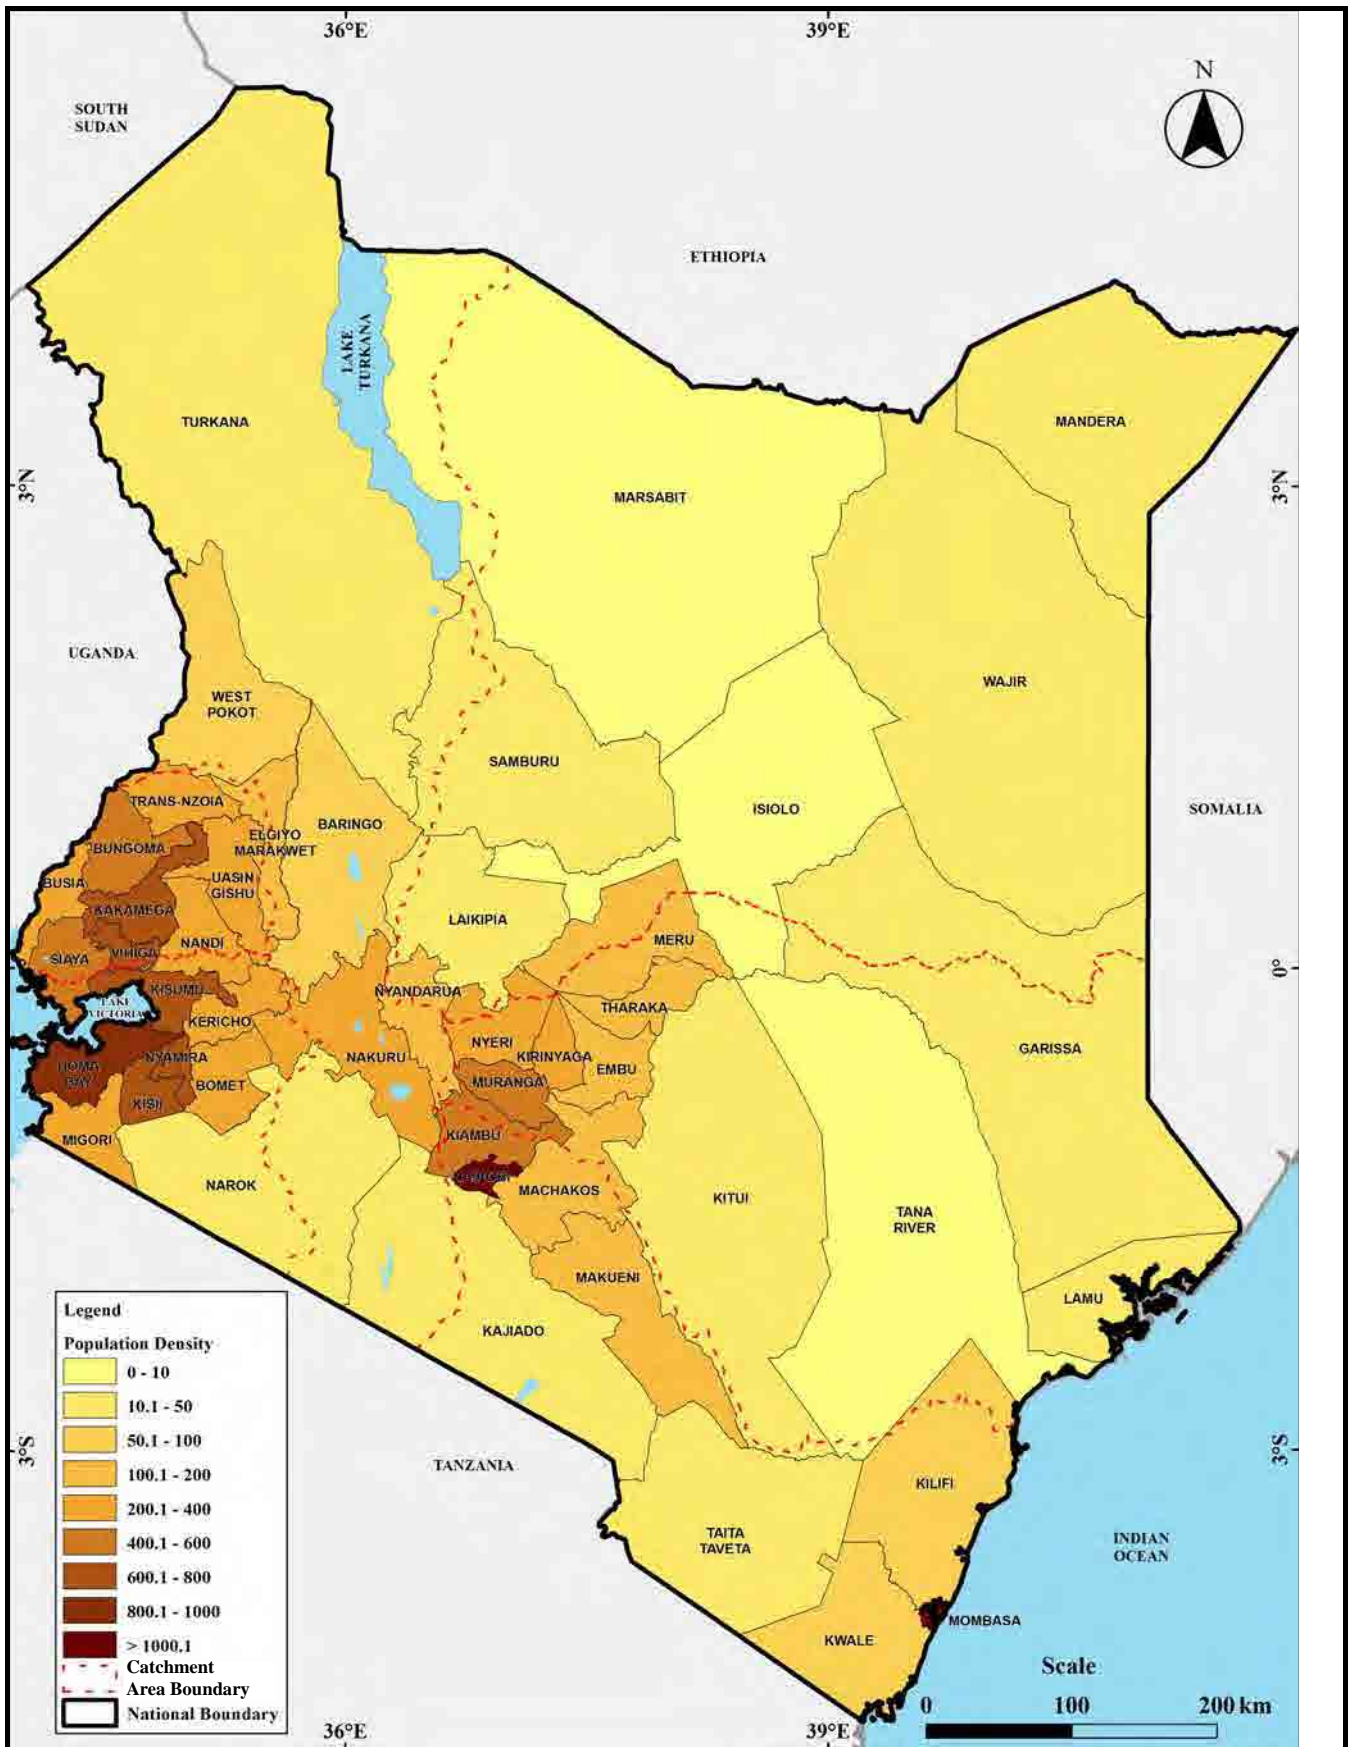 36°E
39°E
N
SOUTH
SUDAN
ETHIOPIA
LAKE
TURKANA
TURKANA
MANDERA
3°N
3°N
MARSABIT
UGANDA
WAJIR
WEST
POKOT
SAMBURU
TRANS-NZOIA
ISIOLO
SOMALIA
BARINGO
ELGIYO
MARAKWET
BUNGOMA
BUSIA
UASIN
GISHU
KAKAMEGA
LAIKIPIA
NANDI
MERU
VIHIGA
SIAYA
0°
KISUMU
NYANDARUA
LAKE
VICTORIA
THARAKA
KERICHO
NYERI
GARISSA
NYAMIRA
NAKURU
KIRINYAGA
HOMA
BAY
EMBU
BOMET
MURANGA
KISII
MIGORI
KIAMBU
NAROK
MACHAKOS
KITUI
TANA
RIVER
MAKUENI
LAMU
KAJIADO
Legend
Population Density
0 - 10
10.1 - 50
50.1 - 100
100.1 - 200
200.1 - 400
400.1 - 600
600.1 - 800
800.1 - 1000
> 1000.1
Catchment
Area Boundary
National Boundary
3°S
3°S
TANZANIA
KILIFI
TAITA
TAVETA
INDIAN
OCEAN
MOMBASA
KWALE
Scale
0 100 200 km
36°E
39°E